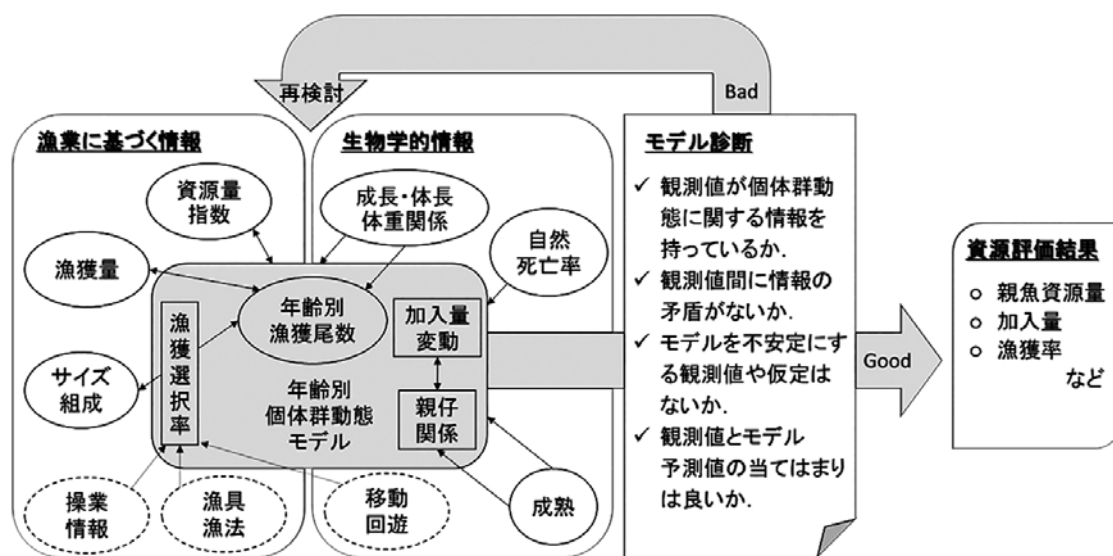 再検討
Bad
漁業に基づく情報
資源量
指数
漁獲量
サイズ
組成
操業
情報
漁具
漁法
生物学的情報
成長・体長
体重関係
自然
死亡率
年齢別
漁獲尾数
漁獲選択率
加入量
変動
年齢別
個体群動態
モデル
親仔
関係
移動
回遊
成熟
モデル診断
✓ 観測値が個体群動
態に関する情報を
持っているか.
✓ 観測値間に情報の
矛盾がないか.
✓ モデルを不安定にす
る観測値や仮定は
ないか.
✓ 観測値とモデル
予測値の当てはまり
は良いか.
Good
資源評価結果
○ 親魚資源量
○ 加入量
○ 漁獲率
など